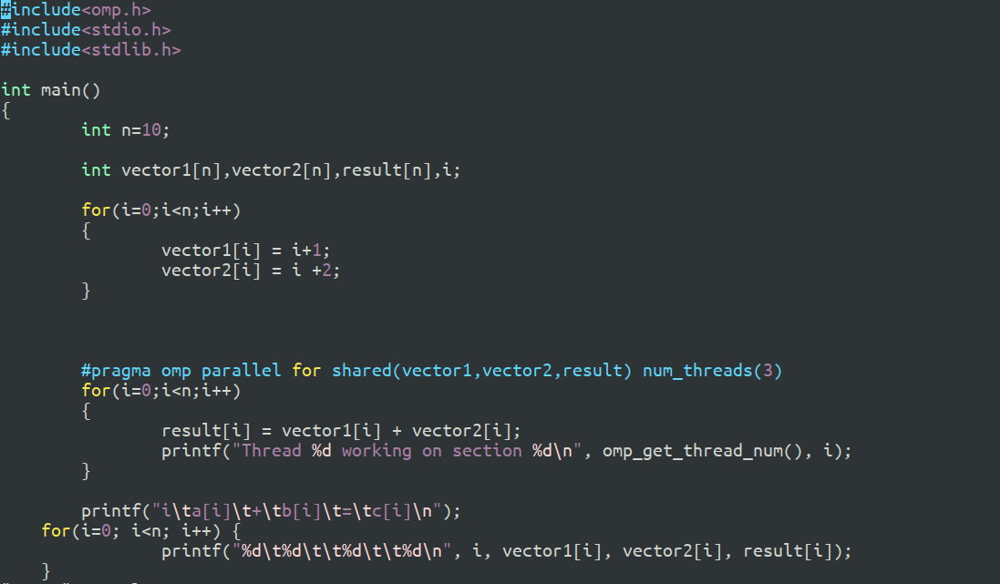 #include<omp.h>
#include<stdio.h>
#include<stdlib.h>
int main()
{
int n=10;
int vector1[n],vector2[n],result[n],i;
for(i=0;i<n;i++)
{
vector1[i] = i+1;
vector2[i] = i +2;
}
#pragma omp parallel for shared(vector1,vector2,result) num_threads(3)
for(i=0;i<n;i++)
{
result[i] = vector1[i] + vector2[i];
printf("Thread %d working on section %d\n", omp_get_thread_num(), i);
}
printf("i\ta[i]\t+\tb[i]\t=\tc[i]\n");
for(i=0; i<n; i++) {
printf("%d\t%d\t\t%d\t\t%d\n", i, vector1[i], vector2[i], result[i]);
}